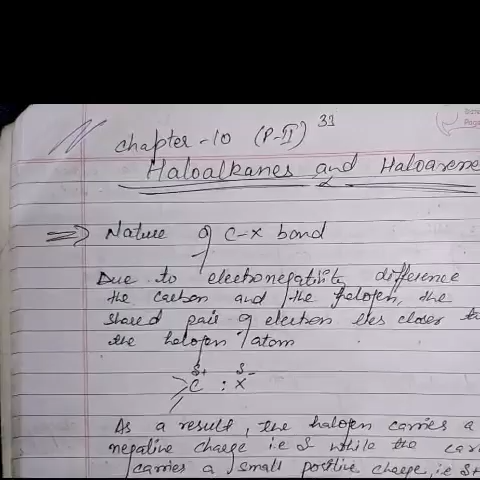 Chapter - 10 (P-II) 31
Haloalkanes and Haloarene
⇒ Nature of C-X bond
Due to electronegativity difference
the carbon and the halogen, the
shared pair of electron lies closer to
the halogen atom
δ+ δ-
C : X
As a result, the halogen carries a
negative charge i.e δ while the car
carries a small positive charge, i.e δ+